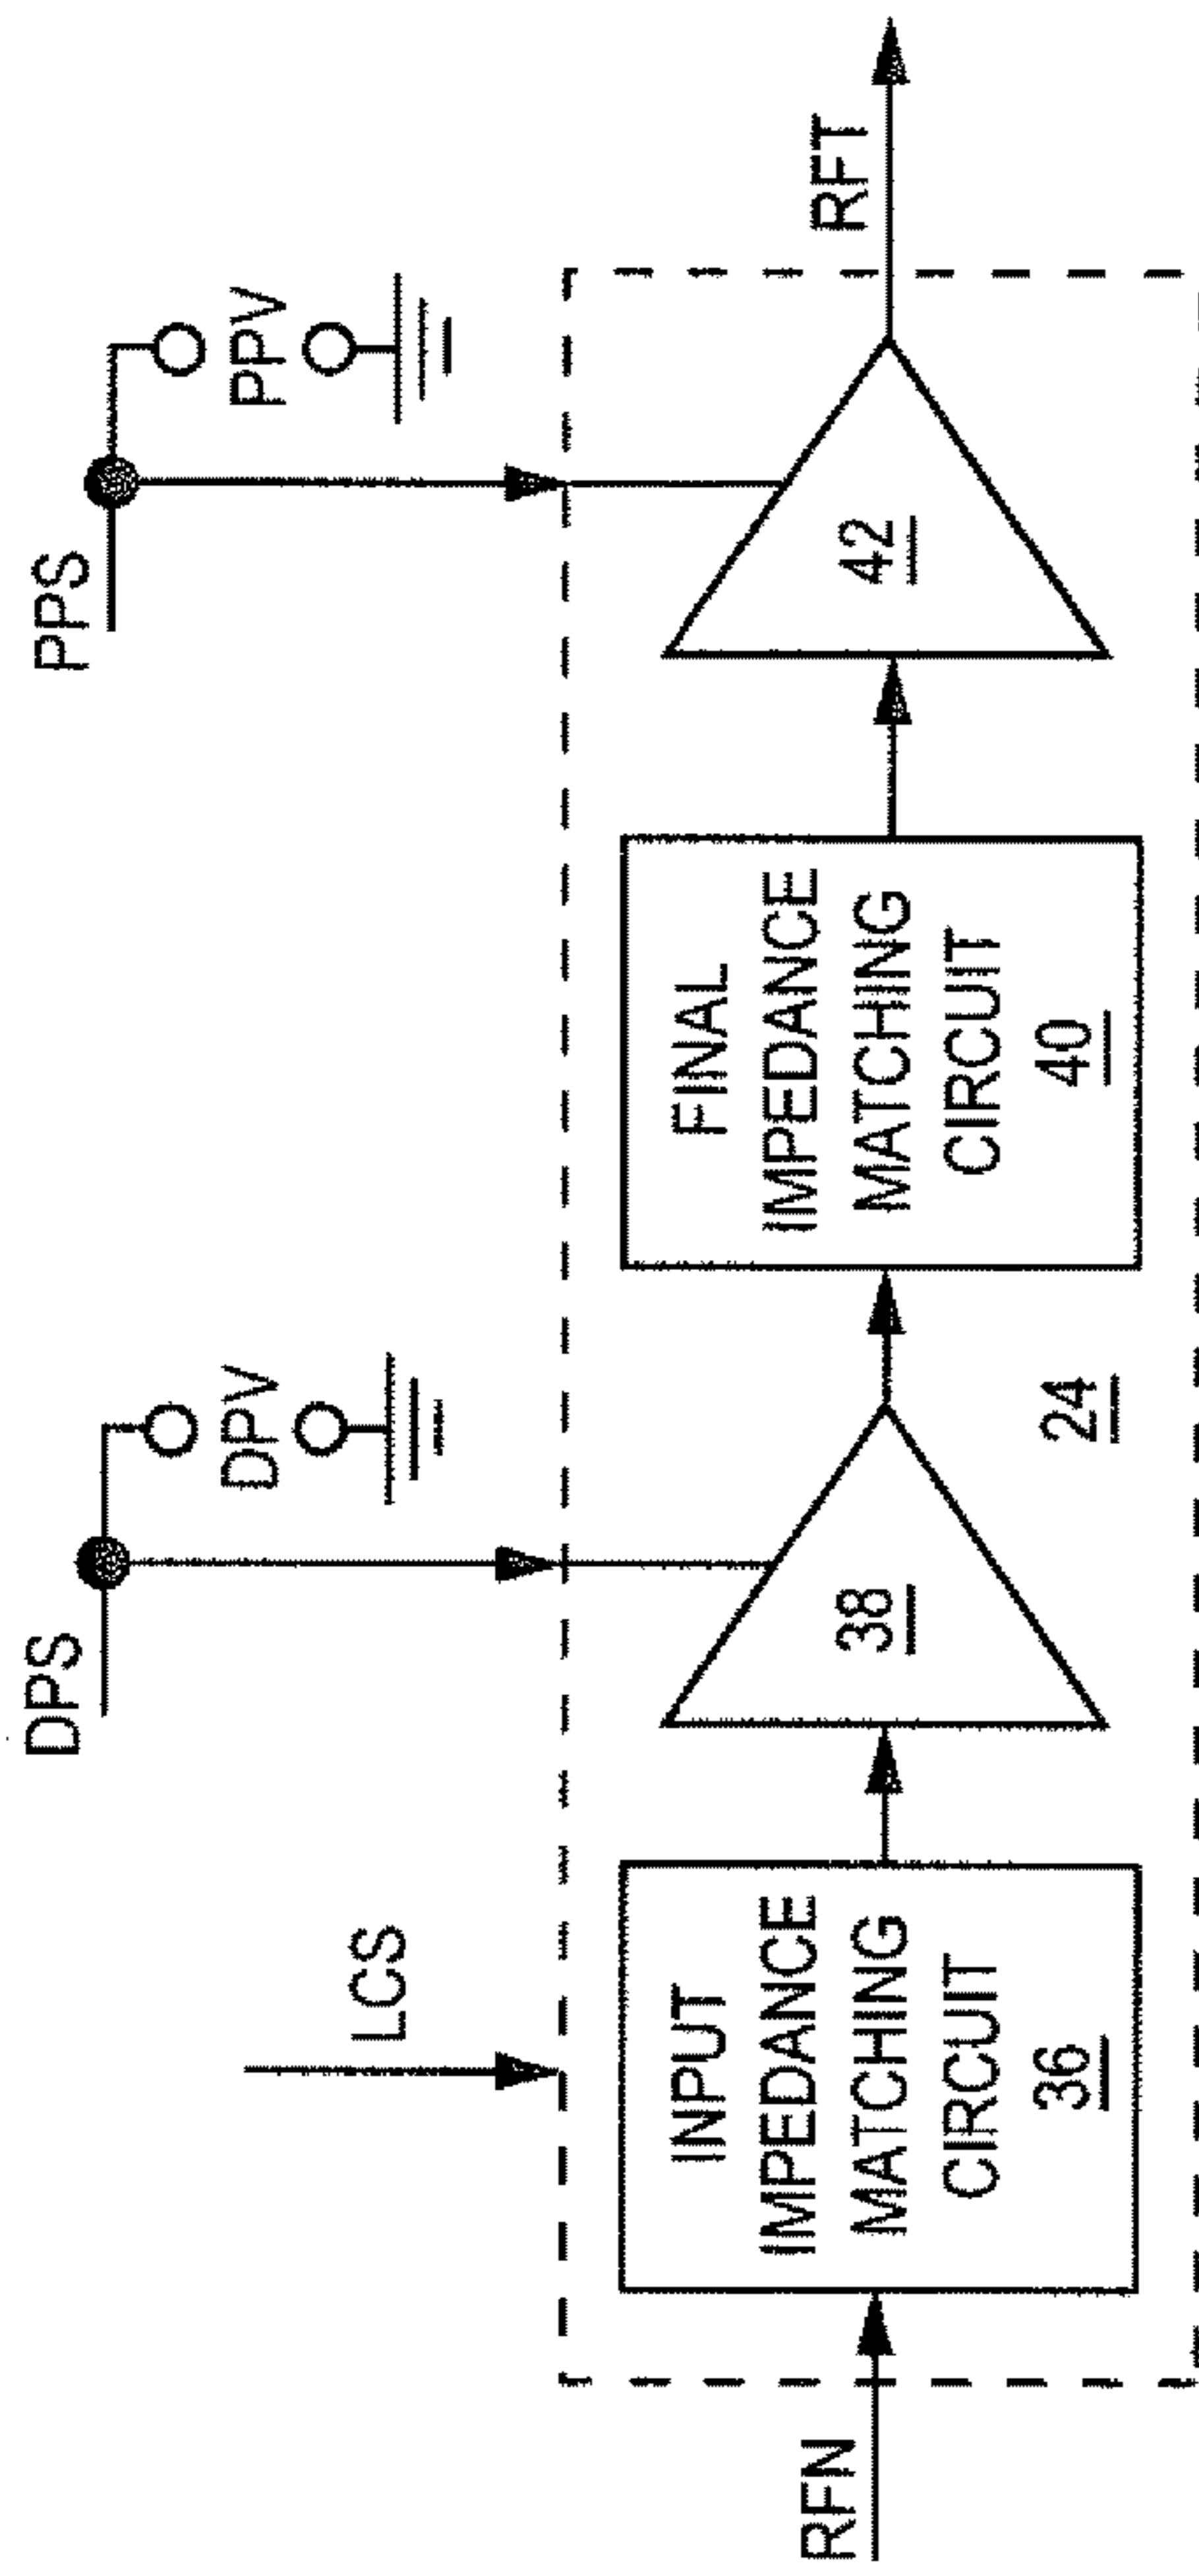 DPS
PPS
LCS
DPV
PPV
RFN
INPUT
IMPEDANCE
MATCHING
CIRCUIT
36
38
FINAL
IMPEDANCE
MATCHING
CIRCUIT
40
42
RFT
24